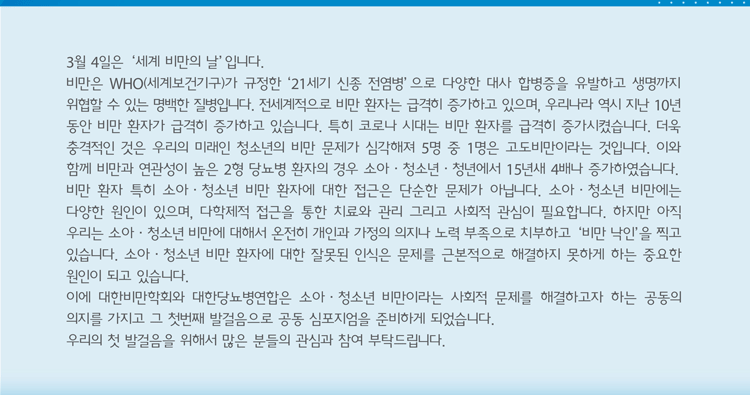 3월 4일은 ‘세계 비만의 날’입니다.
비만은 WHO(세계보건기구)가 규정한 ‘21세기 신종 전염병’으로 다양한 대사 합병증을 유발하고 생명까지
위협할 수 있는 명백한 질병입니다. 전세계적으로 비만 환자는 급격히 증가하고 있으며, 우리나라 역시 지난 10년
동안 비만 환자가 급격히 증가하고 있습니다. 특히 코로나 시대는 비만 환자를 급격히 증가시켰습니다. 더욱
충격적인 것은 우리의 미래인 청소년의 비만 문제가 심각해져 5명 중 1명은 고도비만이라는 것입니다. 이와
함께 비만과 연관성이 높은 2형 당뇨병 환자의 경우 소아·청소년·청년에서 15년새 4배나 증가하였습니다.
비만 환자 특히 소아·청소년 비만 환자에 대한 접근은 단순한 문제가 아닙니다. 소아·청소년 비만에는
다양한 원인이 있으며, 다학제적 접근을 통한 치료와 관리 그리고 사회적 관심이 필요합니다. 하지만 아직
우리는 소아·청소년 비만에 대해서 온전히 개인과 가정의 의지나 노력 부족으로 치부하고 ‘비만 낙인’을 찍고
있습니다. 소아·청소년 비만 환자에 대한 잘못된 인식은 문제를 근본적으로 해결하지 못하게 하는 중요한
원인이 되고 있습니다.
이에 대한비만학회와 대한당뇨병연합은 소아·청소년 비만이라는 사회적 문제를 해결하고자 하는 공동의
의지를 가지고 그 첫번째 발걸음으로 공동 심포지엄을 준비하게 되었습니다.
우리의 첫 발걸음을 위해서 많은 분들의 관심과 참여 부탁드립니다.